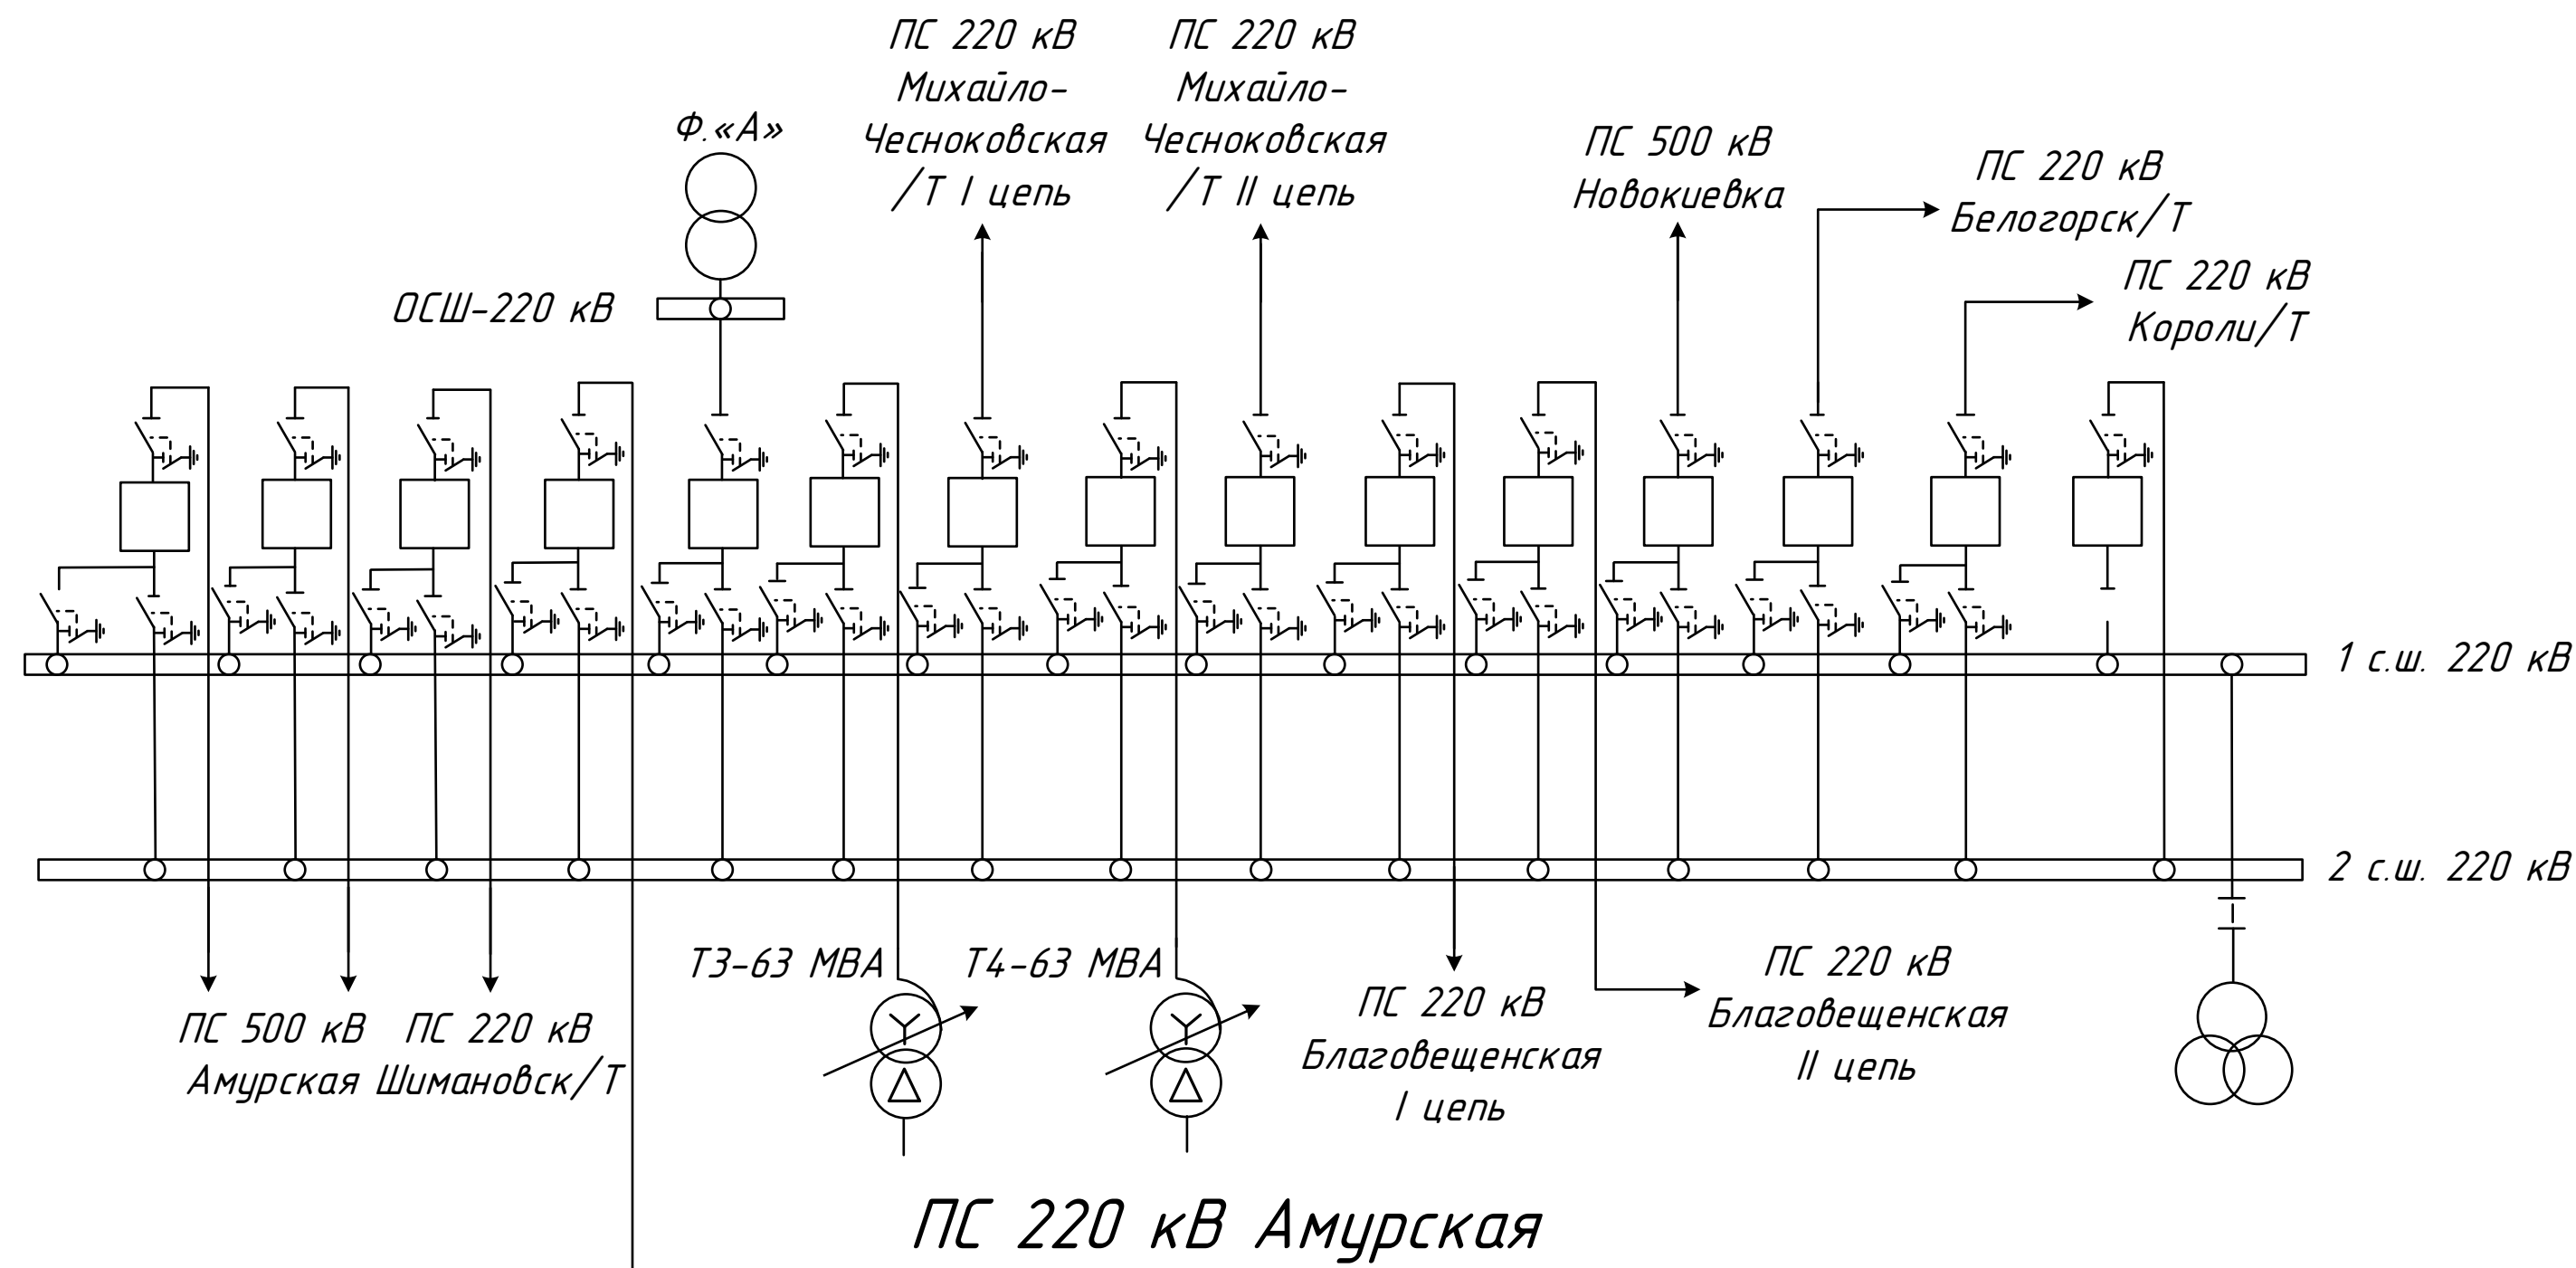 ПС 220 кВ
Михайло-
Чесноковская
/Т I цепь
ПС 220 кВ
Михайло-
Чесноковская
/Т II цепь
Ф.«А»
ПС 500 кВ
Новокиевка
ПС 220 кВ
Белогорск/Т
ПС 220 кВ
Короли/Т
ОСШ-220 кВ
1 с.ш. 220 кВ
2 с.ш. 220 кВ
Т3-63 МВА
Т4-63 МВА
ПС 500 кВ
Амурская
ПС 220 кВ
Шимановск/Т
ПС 220 кВ
Благовещенская
I цепь
ПС 220 кВ
Благовещенская
II цепь
ПС 220 кВ Амурская